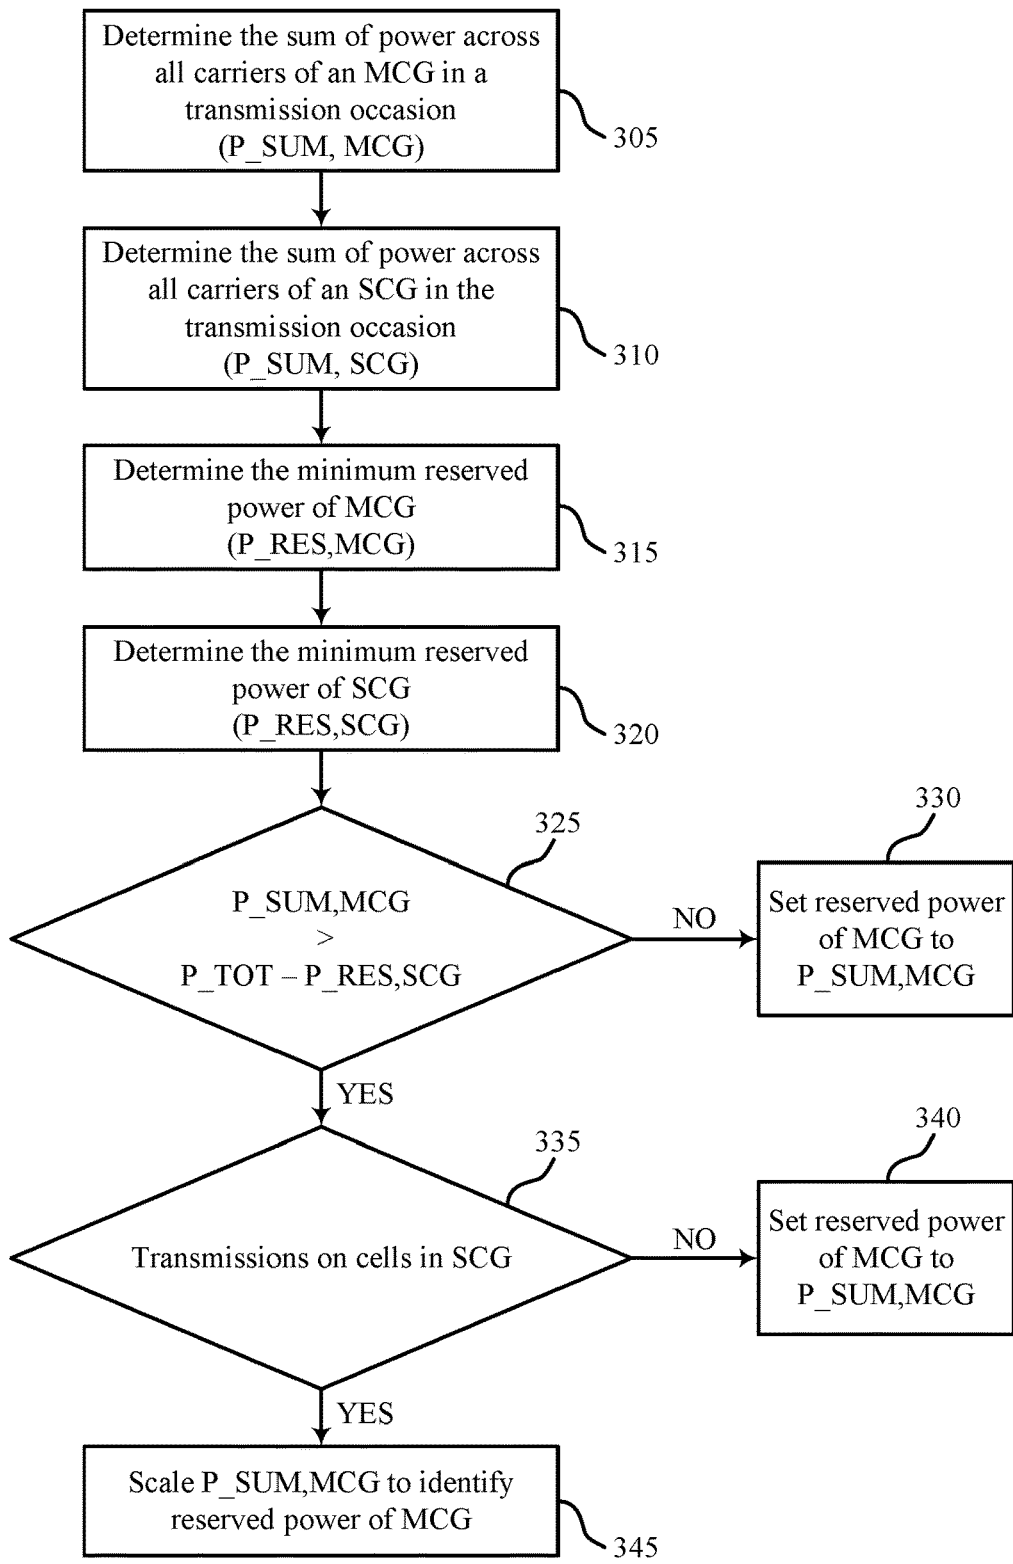 Determine the sum of power across
all carriers of an MCG in a
transmission occasion
(P_SUM, MCG)
305
Determine the sum of power across
all carriers of an SCG in the
transmission occasion
(P_SUM, SCG)
310
Determine the minimum reserved
power of MCG
(P_RES,MCG)
315
Determine the minimum reserved
power of SCG
(P_RES,SCG)
320
325
P_SUM,MCG
>
P_TOT – P_RES,SCG
NO
330
Set reserved power
of MCG to
P_SUM,MCG
YES
335
Transmissions on cells in SCG
NO
340
Set reserved power
of MCG to
P_SUM,MCG
YES
Scale P_SUM,MCG to identify
reserved power of MCG
345